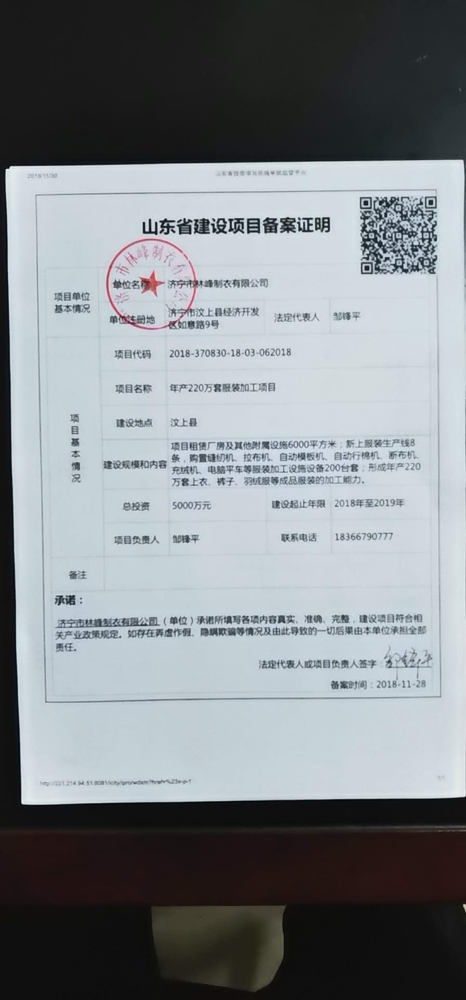 2018/11/30
山东省投资项目在线审批监管平台
山东省建设项目备案证明
济宁市林峰制衣有限公司
项目单位
基本情况
单位名称
济宁市林峰制衣有限公司
单位注册地
济宁市汶上县经济开发
区如意路9号
法定代表人
邹锋平
项目基本情况
项目代码
2018-370830-18-03-062018
项目名称
年产220万套服装加工项目
建设地点
汶上县
建设规模和内容
项目租赁厂房及其他附属设施6000平方米；新上服装生产线8
条，购置缝纫机、拉布机、自动模板机、自动行棉机、断布机、
充绒机、电脑平车等服装加工设施设备200台套；形成年产220
万套上衣、裤子、羽绒服等成品服装的加工能力。
总投资
5000万元
建设起止年限
2018年至2019年
项目负责人
邹锋平
联系电话
18366790777
备注
承诺：
济宁市林峰制衣有限公司（单位）承诺所填写各项内容真实、准确、完整，建设项目符合相
关产业政策规定。如存在弄虚作假、隐瞒欺骗等情况及由此导致的一切后果由本单位承担全部
责任。
法定代表人或项目负责人签字：邹锋平
备案时间：2018-11-28
1/1